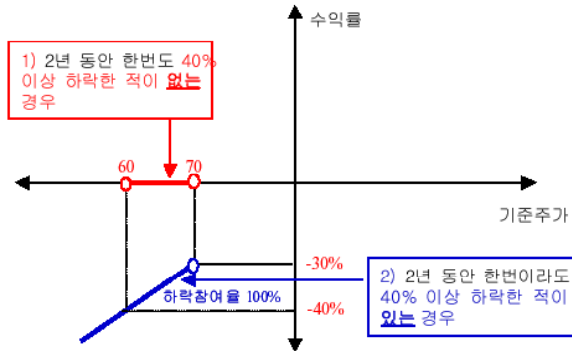 수익률
1) 2년 동안 한번도 40%
이상 하락한 적이 없는
경우
60
70
기준주가
-30%
하락참여율 100%
-40%
2) 2년 동안 한번이라도
40% 이상 하락한 적이
있는 경우